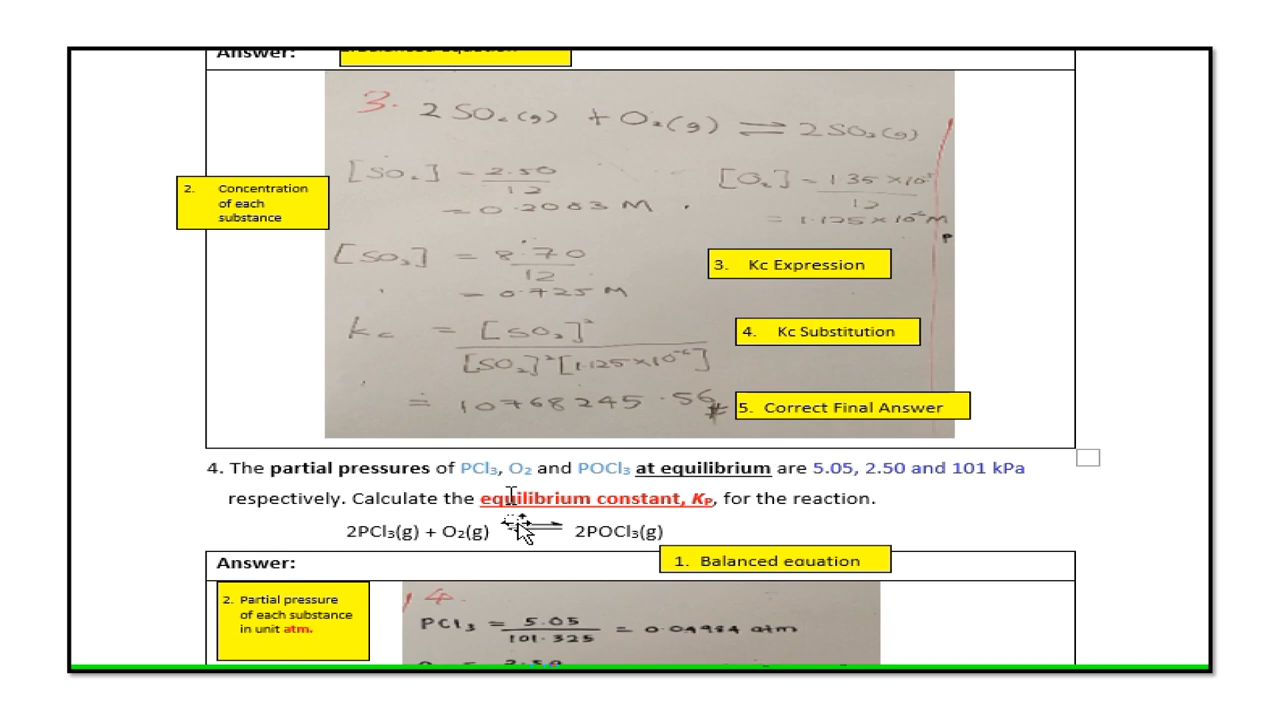 Answer:
3. 2SO₂(g) + O₂(g) ⇌ 2SO₃(g)
2. Concentration
of each
substance
[SO₂] = 2.50
12
= 0.2083 M
[O₂] = 1.35 ×10
12
= 1.125 × 10 M
[SO₃] = 8.70
12
= 0.725 M
3. Kc Expression
Kc = [SO₃]²
[SO₂]²[1.125×10⁻⁶]
4. Kc Substitution
= 10768245.56
5. Correct Final Answer
4. The partial pressures of PCl₃, O₂ and POCl₃ at equilibrium are 5.05, 2.50 and 101 kPa
respectively. Calculate the equilibrium constant, Kₚ, for the reaction.
2PCl₃(g) + O₂(g) ⇌ 2POCl₃(g)
Answer:
1. Balanced equation
2. Partial pressure
of each substance
in unit atm.
4.
PCl₃ = 5.05
101.325
= 0.04984 atm